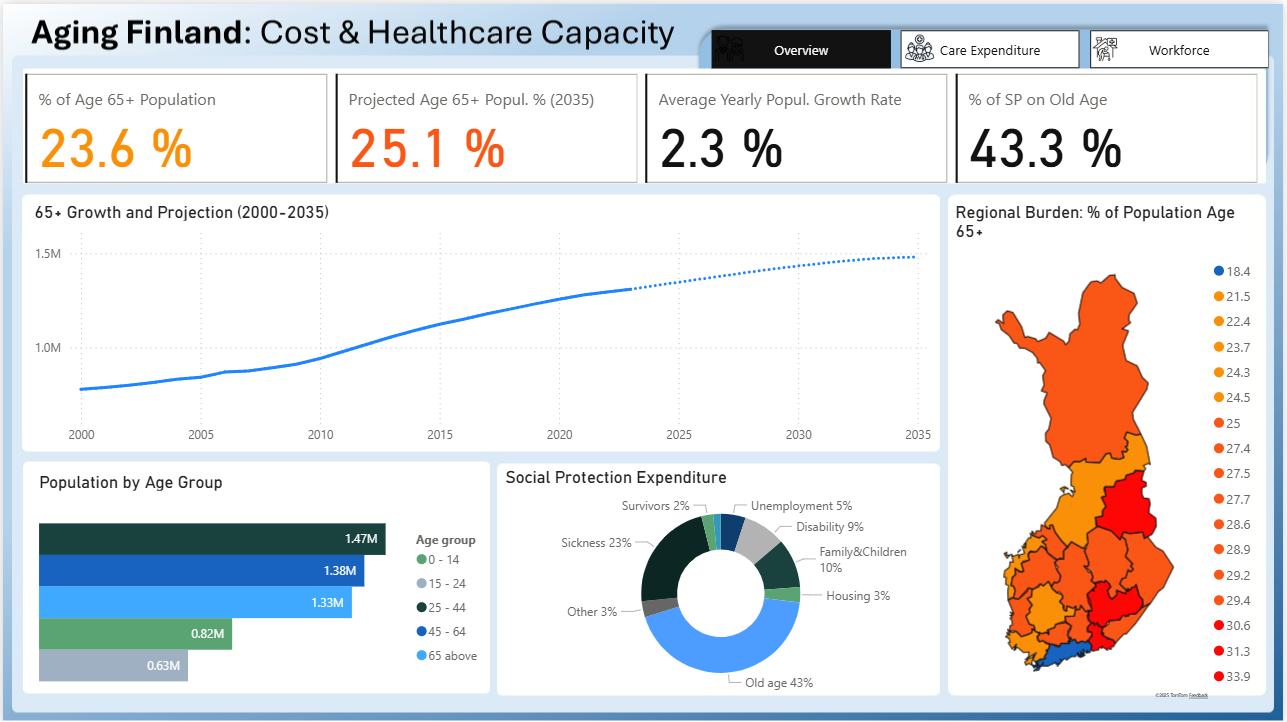 Aging Finland: Cost & Healthcare Capacity
Overview
Care Expenditure
Workforce
% of Age 65+ Population
23.6 %
Projected Age 65+ Popul. % (2035)
25.1 %
Average Yearly Popul. Growth Rate
2.3 %
% of SP on Old Age
43.3 %
65+ Growth and Projection (2000-2035)
1.5M
1.0M
2000
2005
2010
2015
2020
2025
2030
2035
Regional Burden: % of Population Age
65+
18.4
21.5
22.4
23.7
24.3
24.5
25
27.4
27.5
27.7
28.6
28.9
29.2
29.4
30.6
31.3
33.9
©2025 TomTom Feedback
Population by Age Group
1.47M
1.38M
1.33M
0.82M
0.63M
Age group
0 - 14
15 - 24
25 - 44
45 - 64
65 above
Social Protection Expenditure
Survivors 2%
Unemployment 5%
Disability 9%
Sickness 23%
Family&Children
10%
Housing 3%
Other 3%
Old age 43%